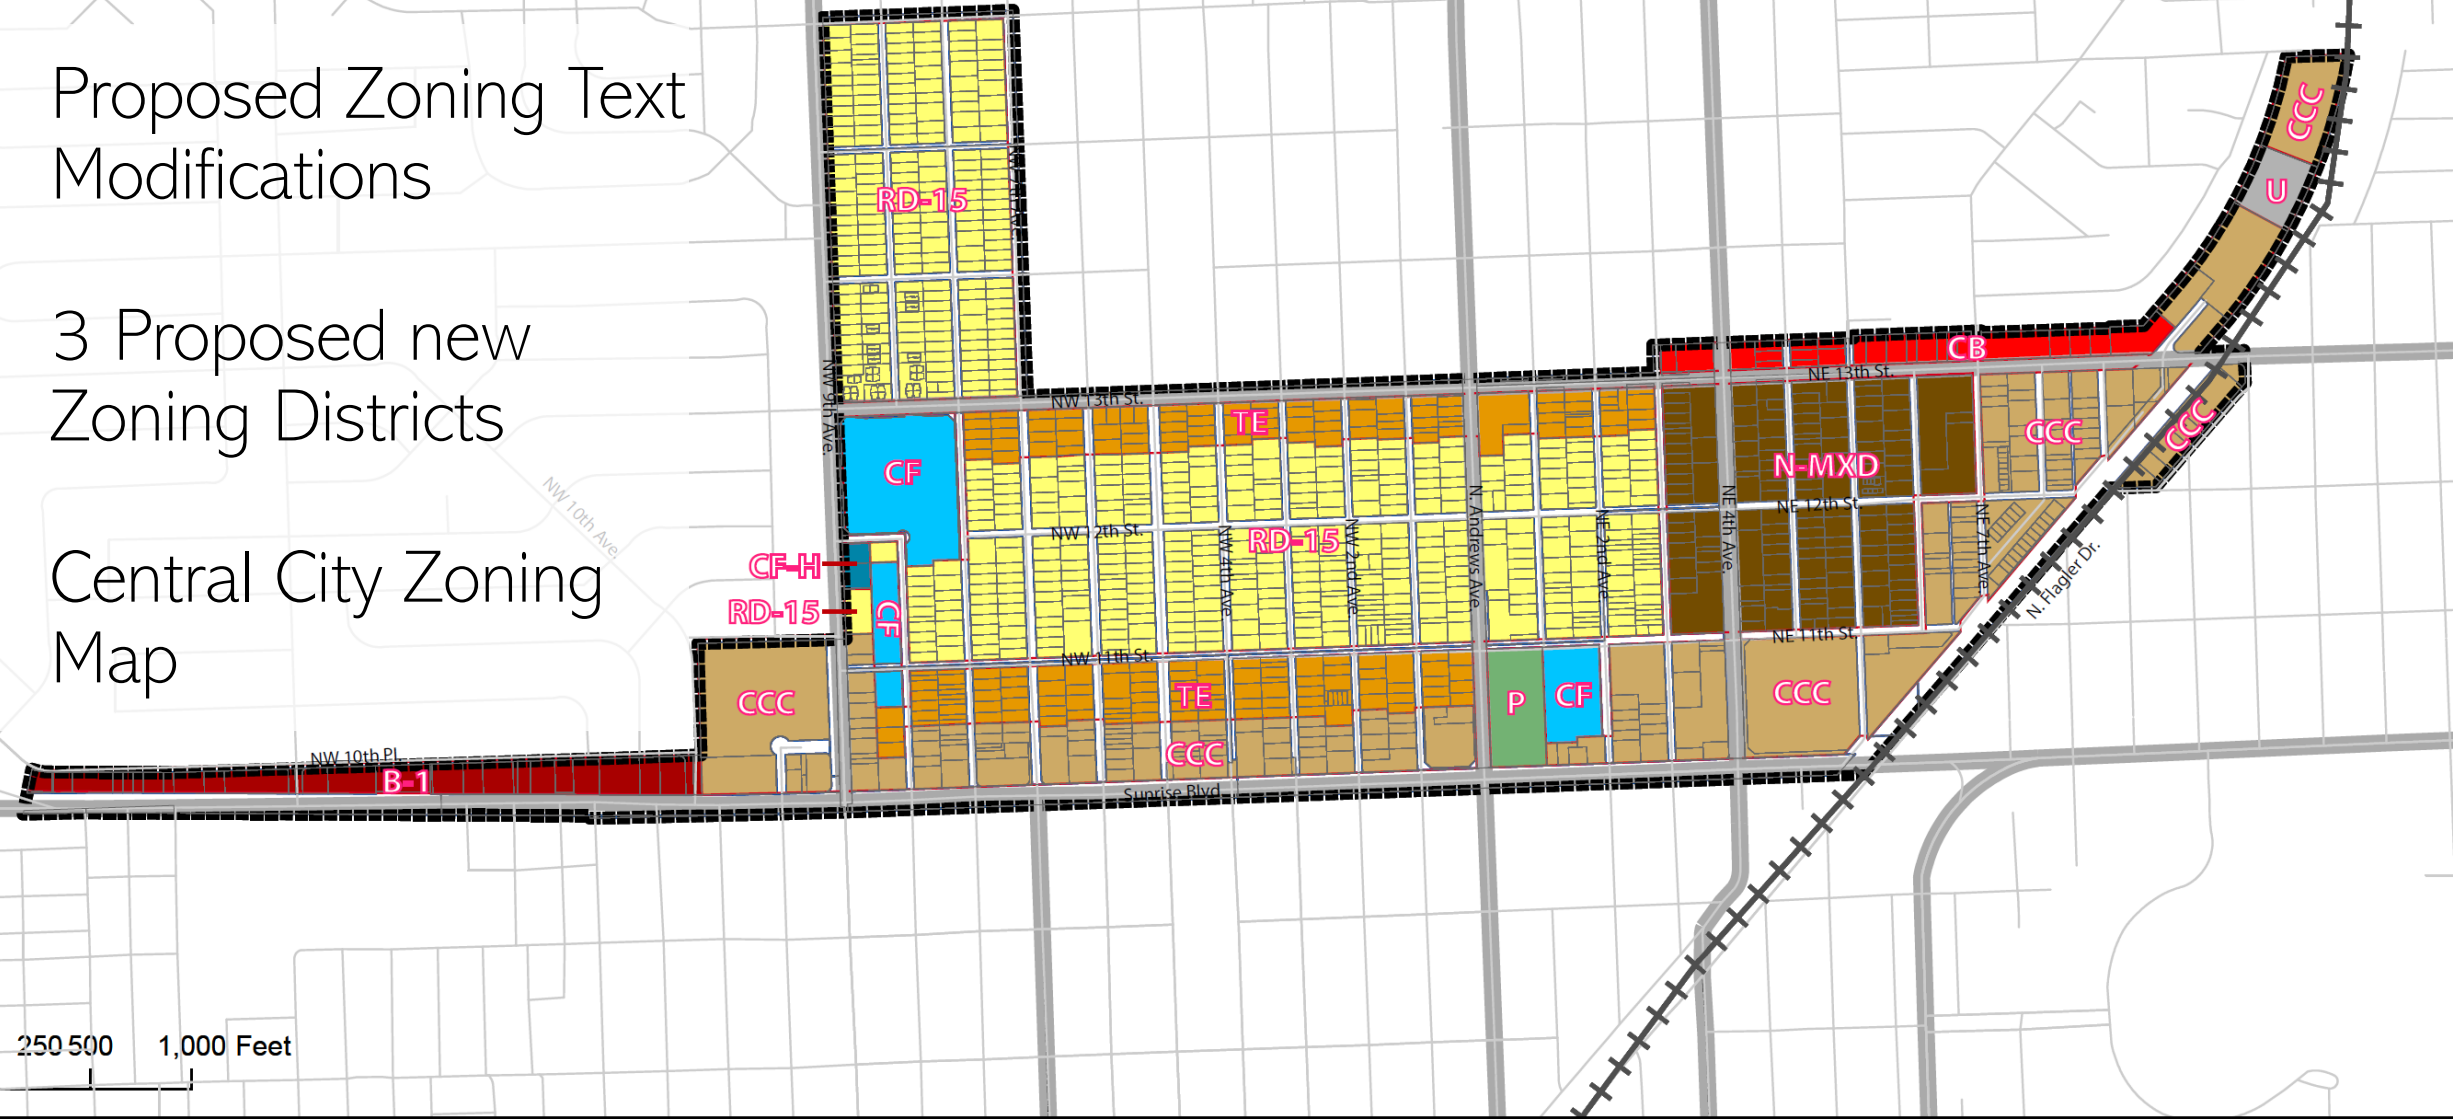 Proposed Zoning Text
Modifications
3 Proposed new
Zoning Districts
Central City Zoning
Map
RD-15
CCC
U
CB
NE 13th St.
NW 13th St.
TE
NW 9th Ave.
CCC
CCC
CF
N-MXD
NE 12th St.
NW 10th Ave.
NW 12th St.
RD-15
N. Andrews Ave
NE 4th Ave.
NE 2nd Ave
NW 2nd Ave
NW 4th Ave
NE 7th Ave.
N. Flagler Dr.
CF-H
RD-15
CF
NE 11th St.
NW 11th St.
CCC
TE
P
CF
CCC
CCC
NW 10th Pl.
B-1
Sunrise Blvd
250 500 1,000 Feet